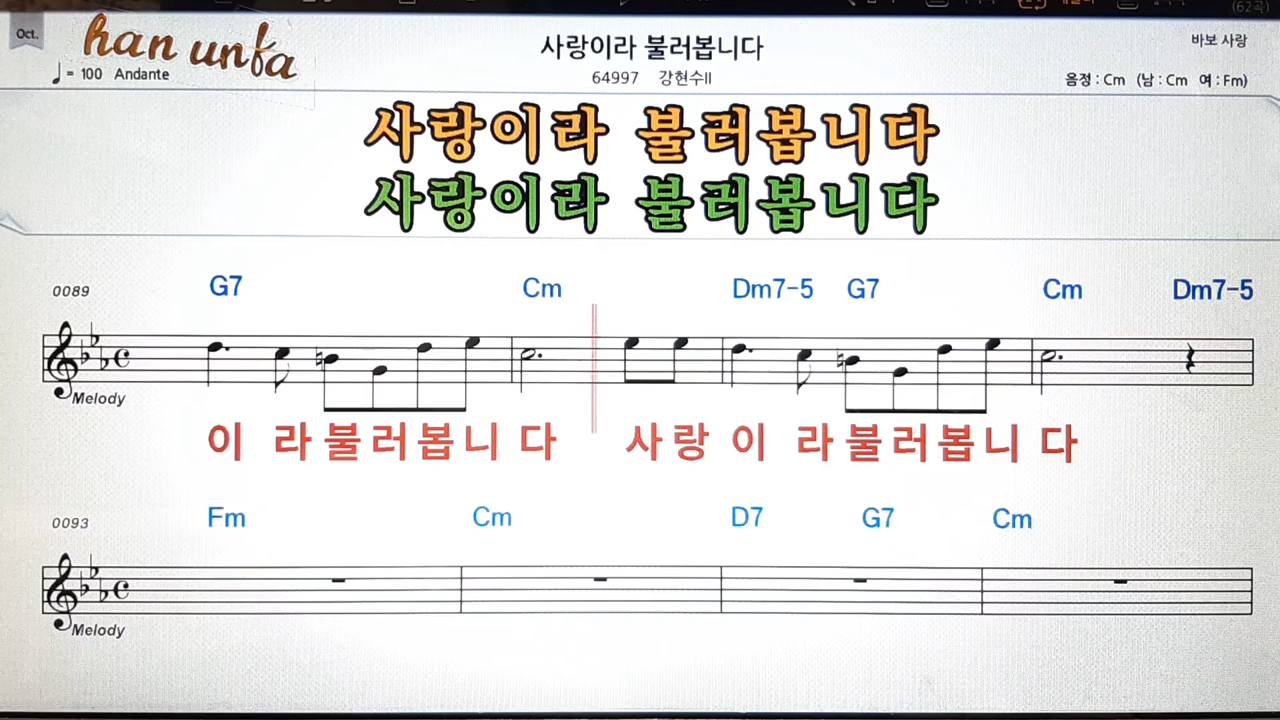 (62곡)
Oct.
han unfa
사랑이라 불러봅니다
바보 사랑
♩ = 100 Andante
64997 강현수II
음정 : Cm (남 : Cm 여 : Fm)
사랑이라 불러봅니다
사랑이라 불러봅니다
0089 G7 Cm Dm7-5 G7 Cm Dm7-5
Melody
이 라불러봅니 다 사랑 이 라불러봅니 다
0093 Fm Cm D7 G7 Cm
Melody